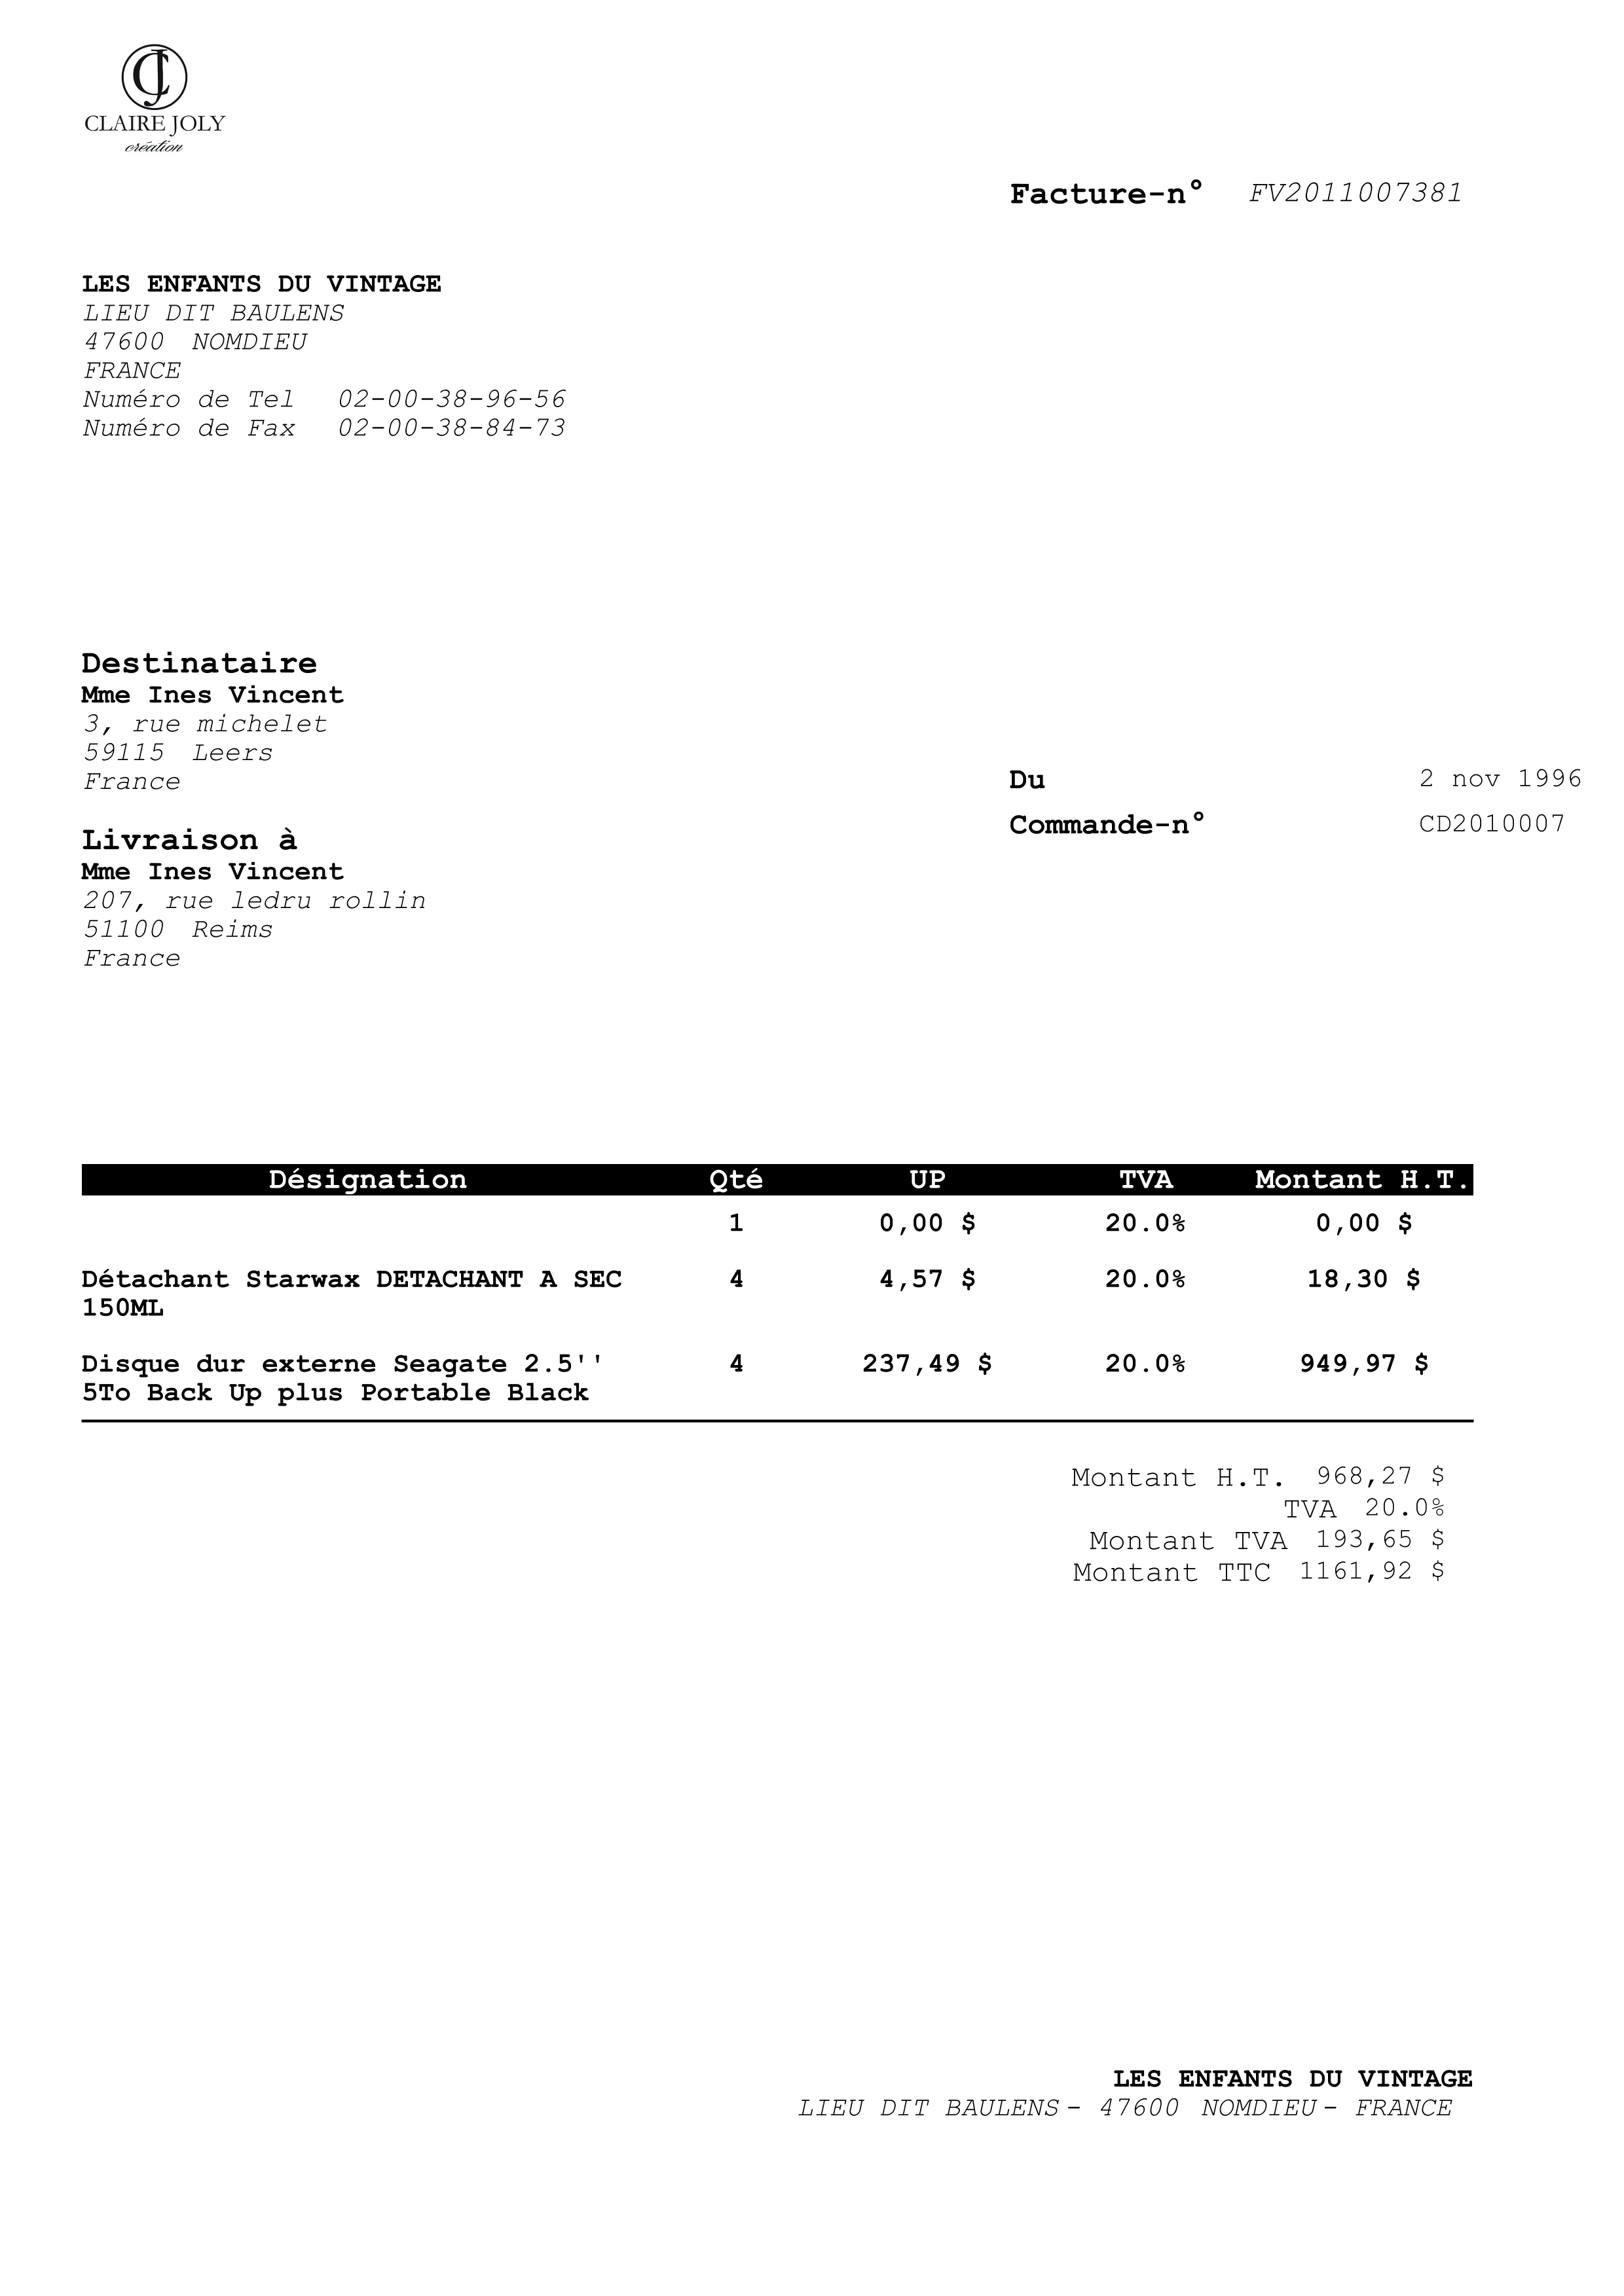 CJ
CLAIRE JOLY
création
Facture-n° FV2011007381
LES ENFANTS DU VINTAGE
LIEU DIT BAULENS
47600 NOMDIEU
FRANCE
Numéro de Tel 02-00-38-96-56
Numéro de Fax 02-00-38-84-73
Destinataire
Mme Ines Vincent
3, rue michelet
59115 Leers
France
Du 2 nov 1996
Commande-n° CD2010007
Livraison à
Mme Ines Vincent
207, rue ledru rollin
51100 Reims
France
Désignation Qté UP TVA Montant H.T.
1 0,00 $ 20.0% 0,00 $
Détachant Starwax DETACHANT A SEC 4 4,57 $ 20.0% 18,30 $
150ML
Disque dur externe Seagate 2.5'' 4 237,49 $ 20.0% 949,97 $
5To Back Up plus Portable Black
Montant H.T. 968,27 $
TVA 20.0%
Montant TVA 193,65 $
Montant TTC 1161,92 $
LES ENFANTS DU VINTAGE
LIEU DIT BAULENS - 47600 NOMDIEU - FRANCE